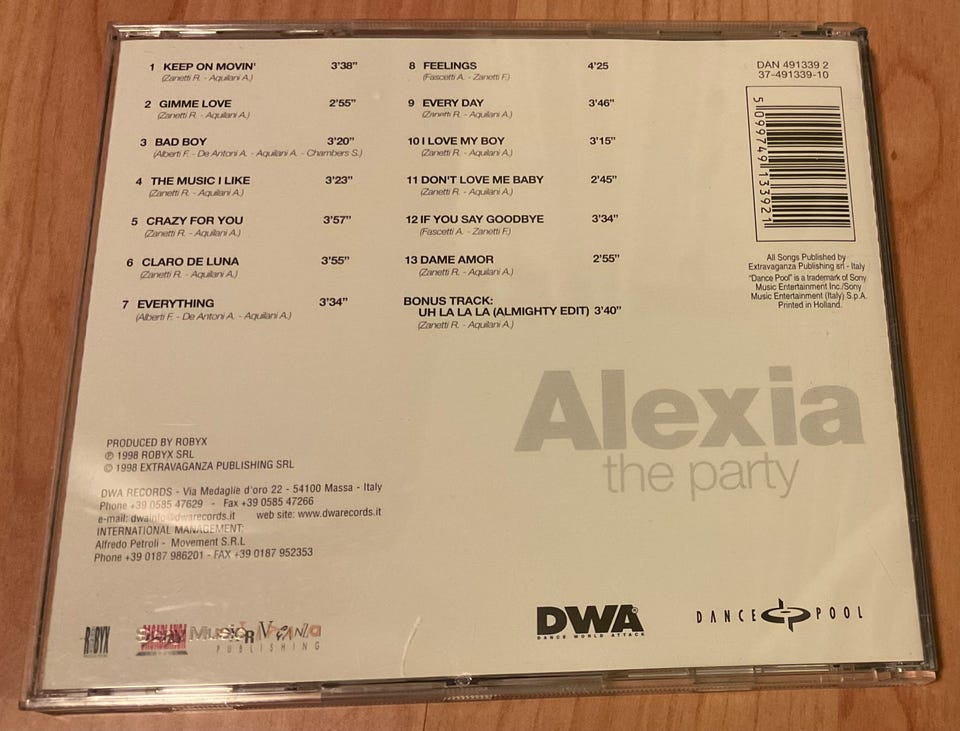 1 KEEP ON MOVIN' 3'38"
(Zanetti R. - Aquilani A.)
2 GIMME LOVE 2'55"
(Zanetti R. - Aquilani A.)
3 BAD BOY 3'20"
(Alberti F. - De Antoni A. - Aquilani A. - Chambers S.)
4 THE MUSIC I LIKE 3'23"
(Zanetti R. - Aquilani A.)
5 CRAZY FOR YOU 3'57"
(Zanetti R. - Aquilani A.)
6 CLARO DE LUNA 3'55"
(Zanetti R. - Aquilani A.)
7 EVERYTHING 3'34"
(Alberti F. - De Antoni A. - Aquilani A.)
8 FEELINGS 4'25
(Fascetti A. - Zanetti F.)
9 EVERY DAY 3'46"
(Zanetti R. - Aquilani A.)
10 I LOVE MY BOY 3'15"
(Zanetti R. - Aquilani A.)
11 DON'T LOVE ME BABY 2'45"
(Zanetti R. - Aquilani A.)
12 IF YOU SAY GOODBYE 3'34"
(Fascetti A. - Zanetti F.)
13 DAME AMOR 2'55"
(Zanetti R. - Aquilani A.)
BONUS TRACK:
UH LA LA LA (ALMIGHTY EDIT) 3'40"
(Zanetti R. - Aquilani A.)
DAN 491339 2
37-491339-10
5099749133921
All Songs Published by
Extravaganza Publishing srl - Italy
"Dance Pool" is a trademark of Sony
Music Entertainment Inc./Sony
Music Entertainment (Italy) S.p.A.
Printed in Holland.
Alexia
the party
PRODUCED BY ROBYX
℗ 1998 ROBYX SRL
© 1998 EXTRAVAGANZA PUBLISHING SRL
DWA RECORDS - Via Medaglie d'oro 22 - 54100 Massa - Italy
Phone +39 0585 47629 - Fax +39 0585 47266
e-mail: dwainfo@dwarecords.it web site: www.dwarecords.it
INTERNATIONAL MANAGEMENT:
Alfredo Petroli - Movement S.R.L
Phone +39 0187 986201 - FAX +39 0187 952353
ROBYX
Music
PUBLISHING
DWA
DANCE WORLD ATTACK
DANCE POOL